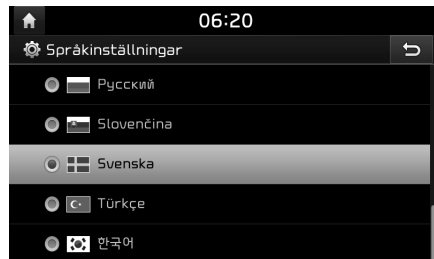 06:20
Språkinställningar
Русский
Slovenčina
Svenska
Türkçe
한국어